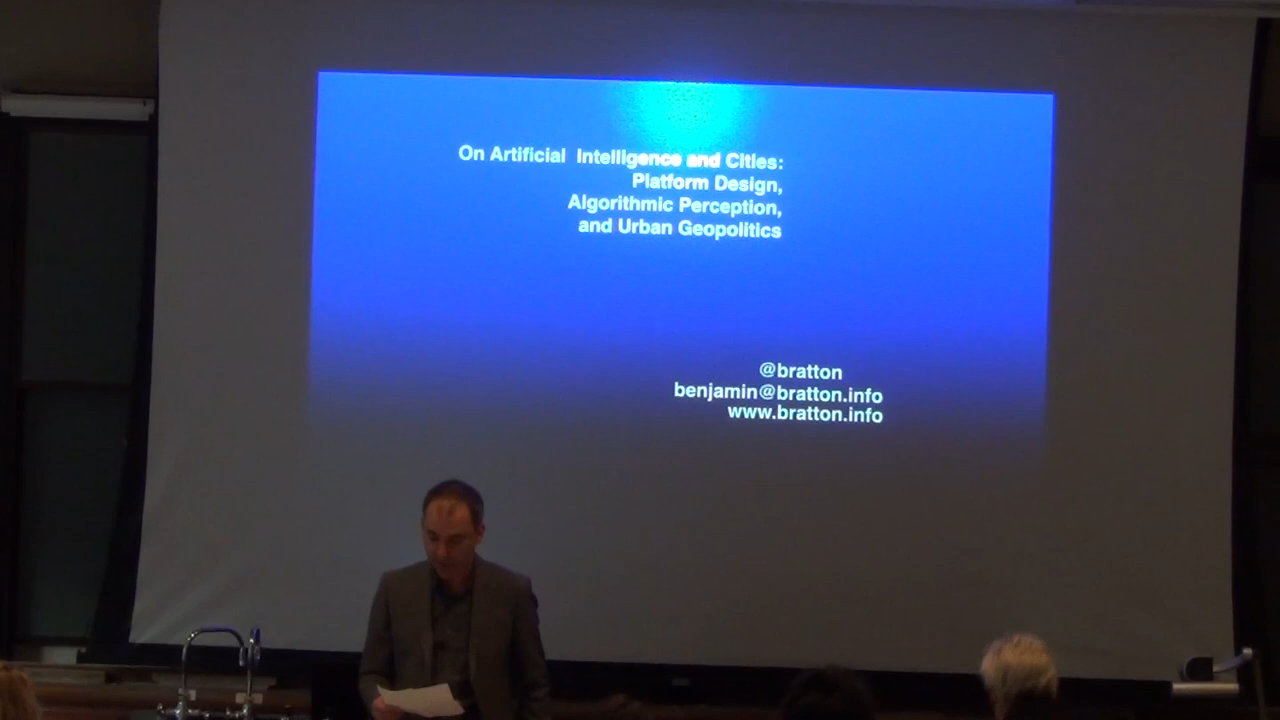 On Artificial Intelligence and Cities:
Platform Design,
Algorithmic Perception,
and Urban Geopolitics
@bratton
benjamin@bratton.info
www.bratton.info